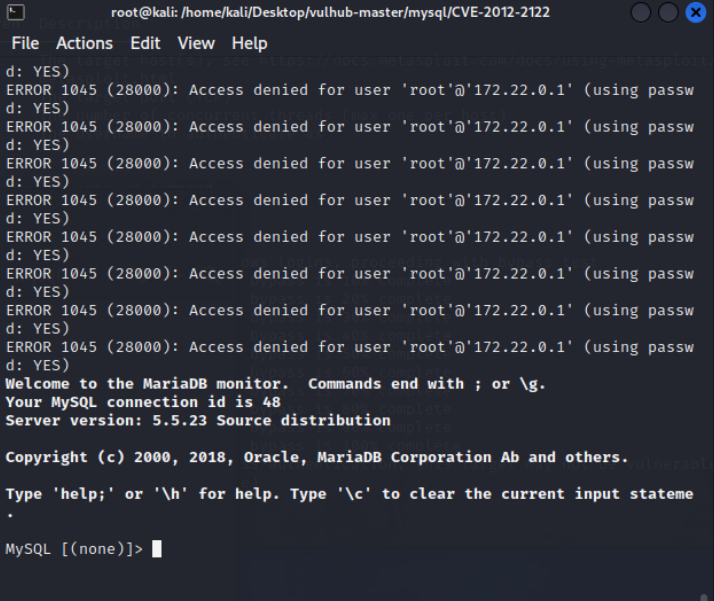 root@kali: /home/kali/Desktop/vulhub-master/mysql/CVE-2012-2122
File Actions Edit View Help
d: YES)
ERROR 1045 (28000): Access denied for user 'root'@'172.22.0.1' (using passw
d: YES)
ERROR 1045 (28000): Access denied for user 'root'@'172.22.0.1' (using passw
d: YES)
ERROR 1045 (28000): Access denied for user 'root'@'172.22.0.1' (using passw
d: YES)
ERROR 1045 (28000): Access denied for user 'root'@'172.22.0.1' (using passw
d: YES)
ERROR 1045 (28000): Access denied for user 'root'@'172.22.0.1' (using passw
d: YES)
ERROR 1045 (28000): Access denied for user 'root'@'172.22.0.1' (using passw
d: YES)
ERROR 1045 (28000): Access denied for user 'root'@'172.22.0.1' (using passw
d: YES)
ERROR 1045 (28000): Access denied for user 'root'@'172.22.0.1' (using passw
d: YES)
Welcome to the MariaDB monitor.  Commands end with ; or \g.
Your MySQL connection id is 48
Server version: 5.5.23 Source distribution
Copyright (c) 2000, 2018, Oracle, MariaDB Corporation Ab and others.
Type 'help;' or '\h' for help. Type '\c' to clear the current input stateme
.
MySQL [(none)]>